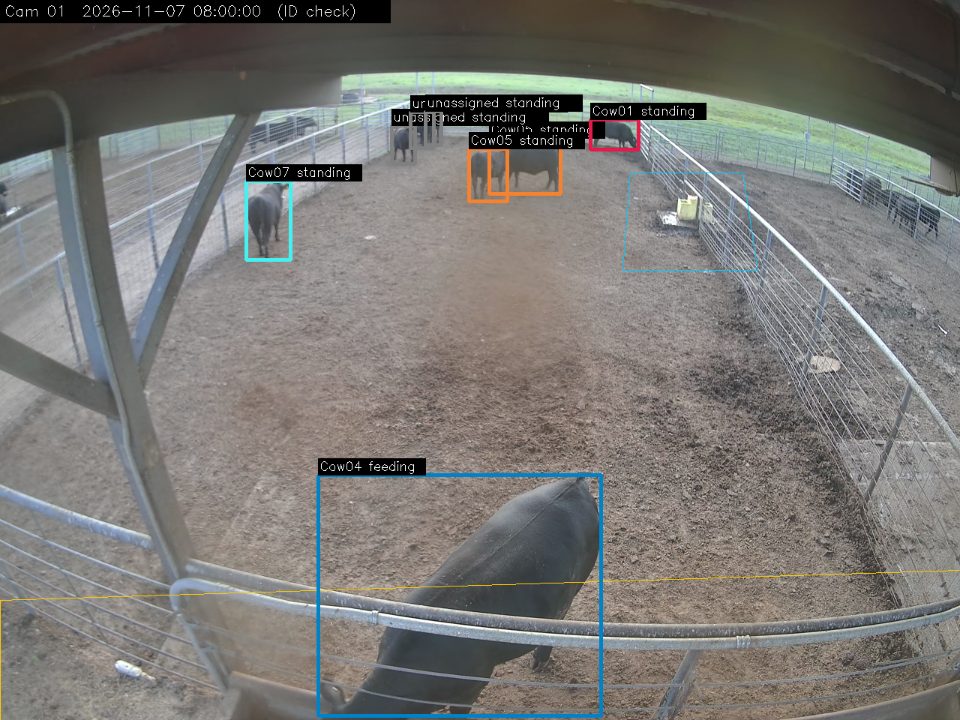 Cam 01  2026-11-07 08:00:00  (ID check)
unassigned standing
Cow01 standing
unassigned standing
Cow05 standing
Cow05 standing
Cow07 standing
Cow04 feeding